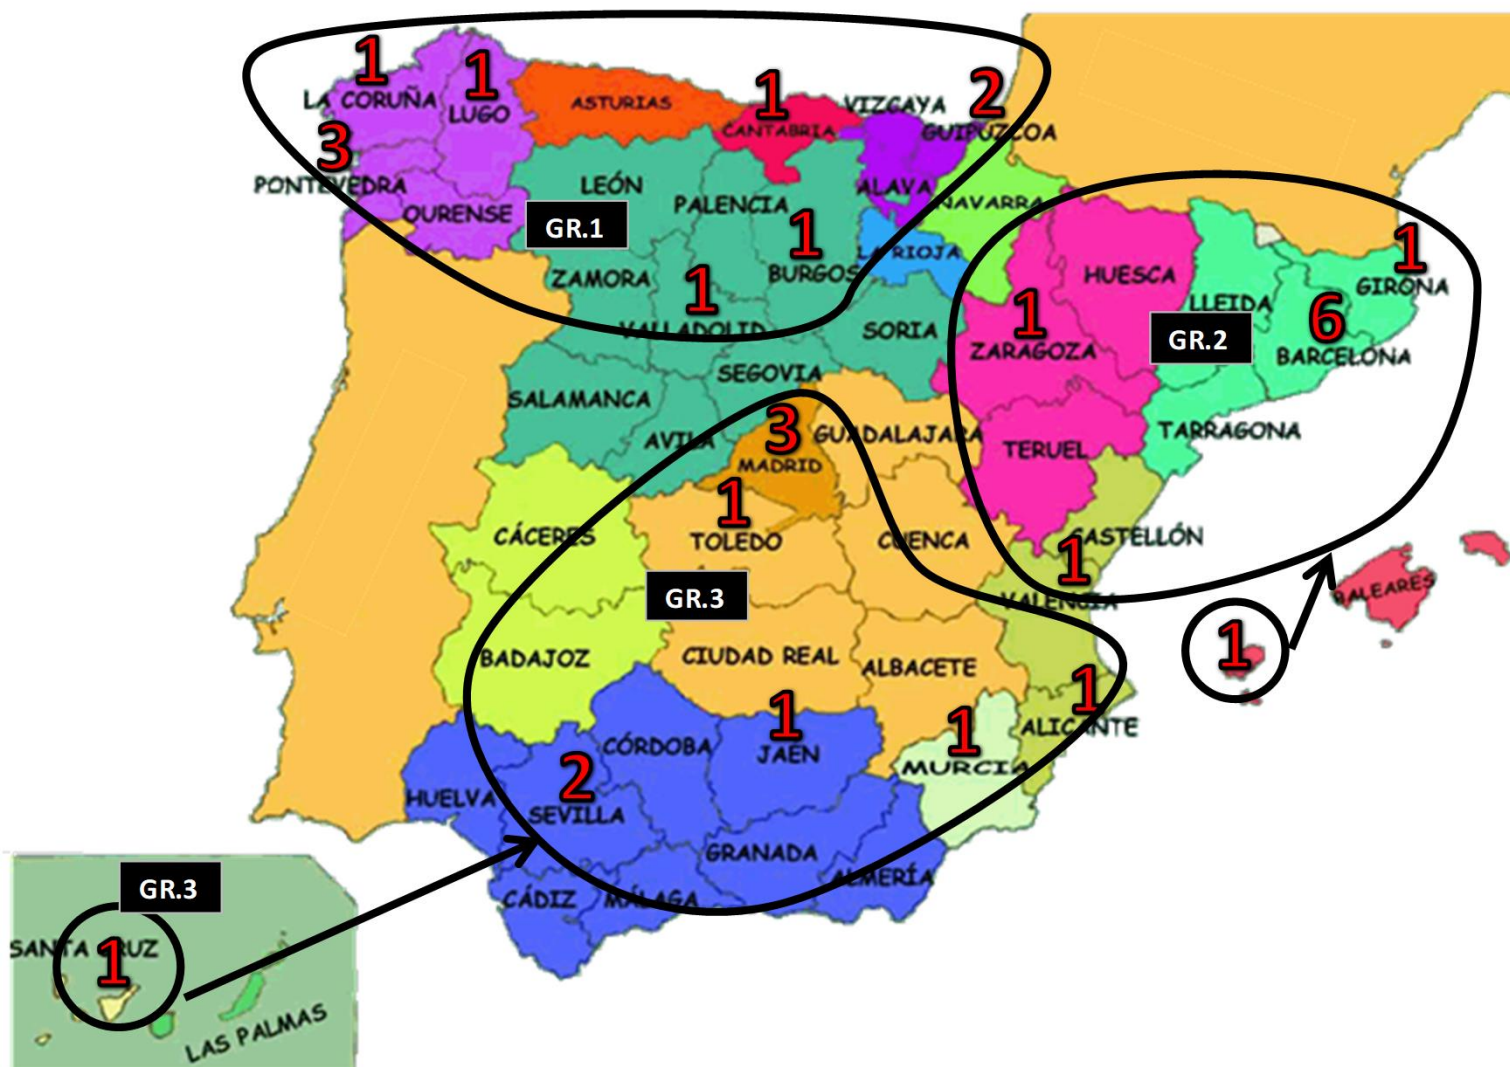 1
LA CORUÑA
1
LUGO
3
PONTEVEDRA
OURENSE
ASTURIAS
1
CANTABRIA
VIZCAYA
2
GUIPUZCOA
ALAVA
NAVARRA
LA RIOJA
LEÓN
PALENCIA
GR.1
1
BURGOS
ZAMORA
1
VALLADOLID
SORIA
SEGOVIA
SALAMANCA
AVILA
HUESCA
1
ZARAGOZA
TERUEL
LLEIDA
GR.2
1
GIRONA
6
BARCELONA
TARRAGONA
CASTELLÓN
1
VALENCIA
BALEARES
1
3
MADRID
GUADALAJARA
1
TOLEDO
CUENCA
CÁCERES
GR.3
BADAJOZ
CIUDAD REAL
ALBACETE
1
ALICANTE
1
MURCIA
CÓRDOBA
1
JAEN
HUELVA
2
SEVILLA
GRANADA
ALMERÍA
CÁDIZ
MÁLAGA
GR.3
SANTA CRUZ
1
LAS PALMAS